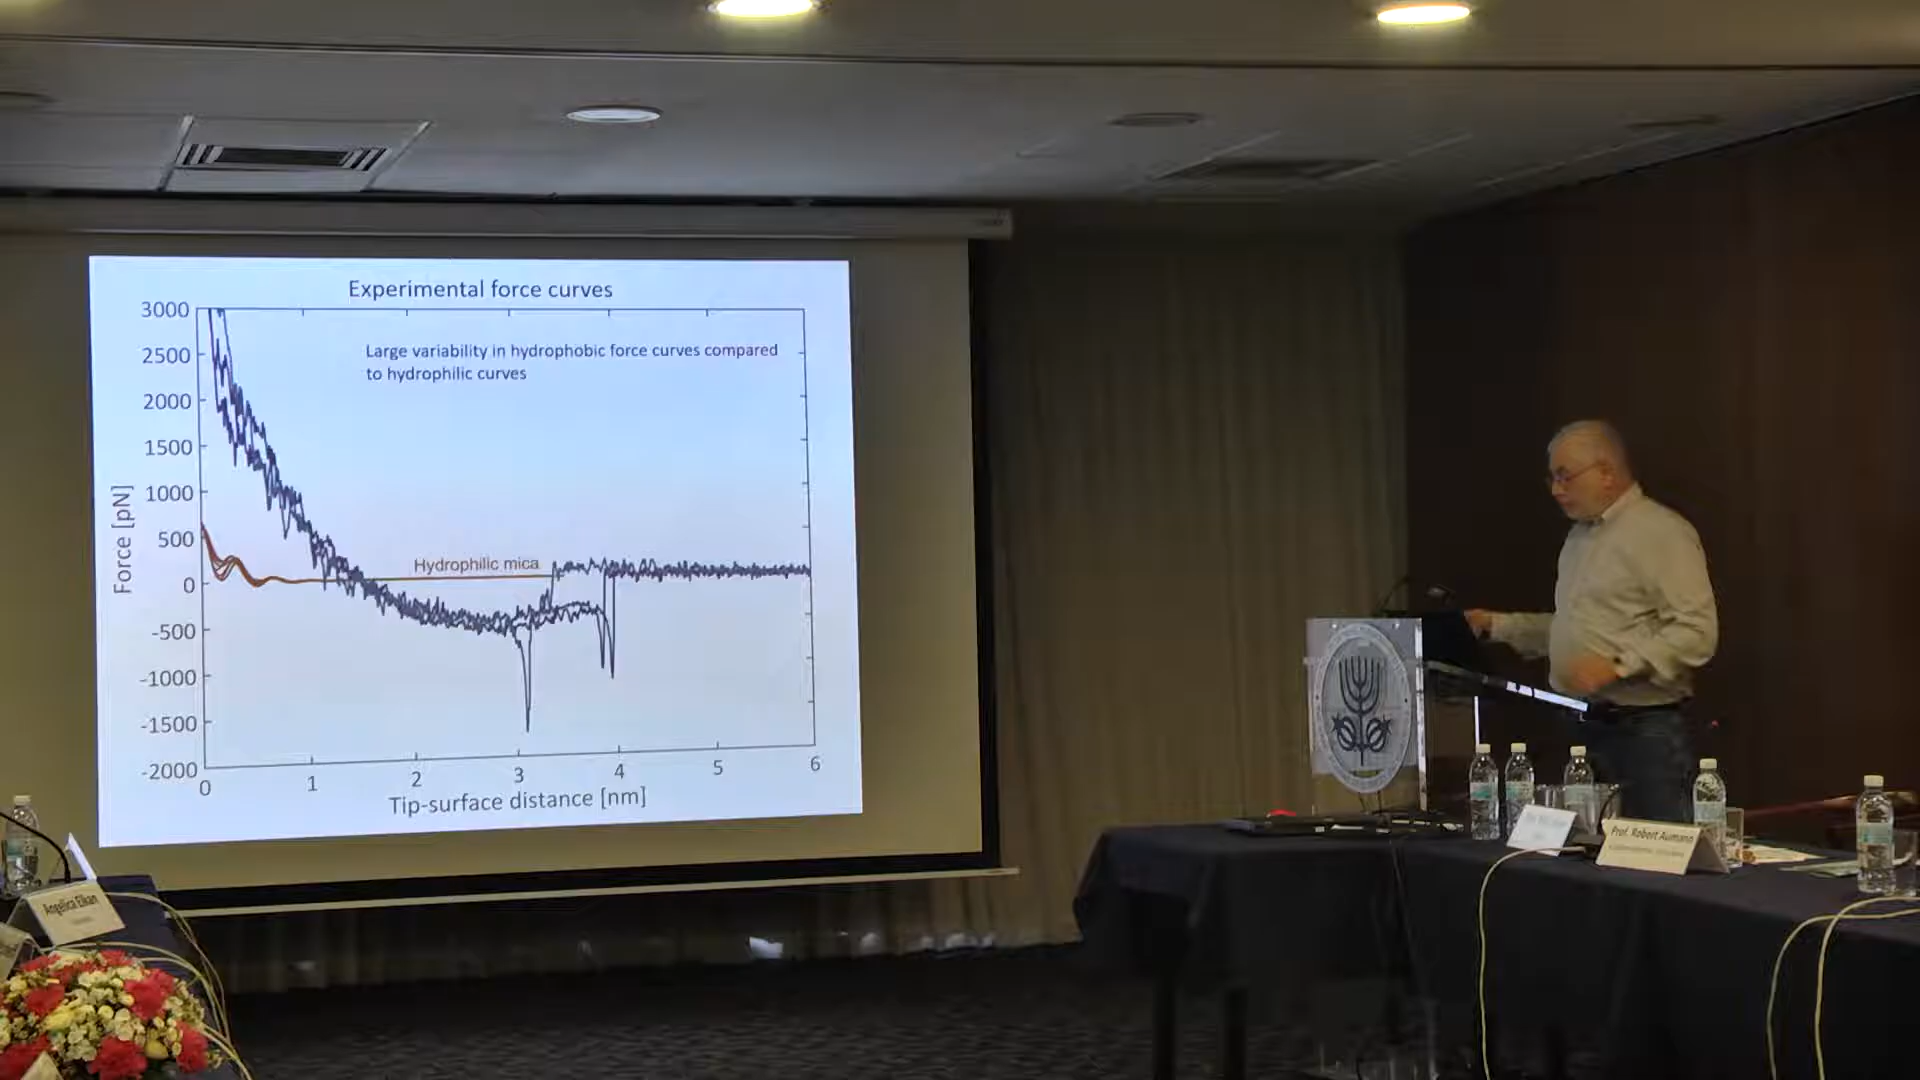 Experimental force curves
Large variability in hydrophobic force curves compared
to hydrophilic curves
Force [pN]
3000
2500
2000
1500
1000
500
0
-500
-1000
-1500
-2000
Hydrophilic mica
0 1 2 3 4 5 6
Tip-surface distance [nm]
Angelica Elkan
Prof. Robert Aumann